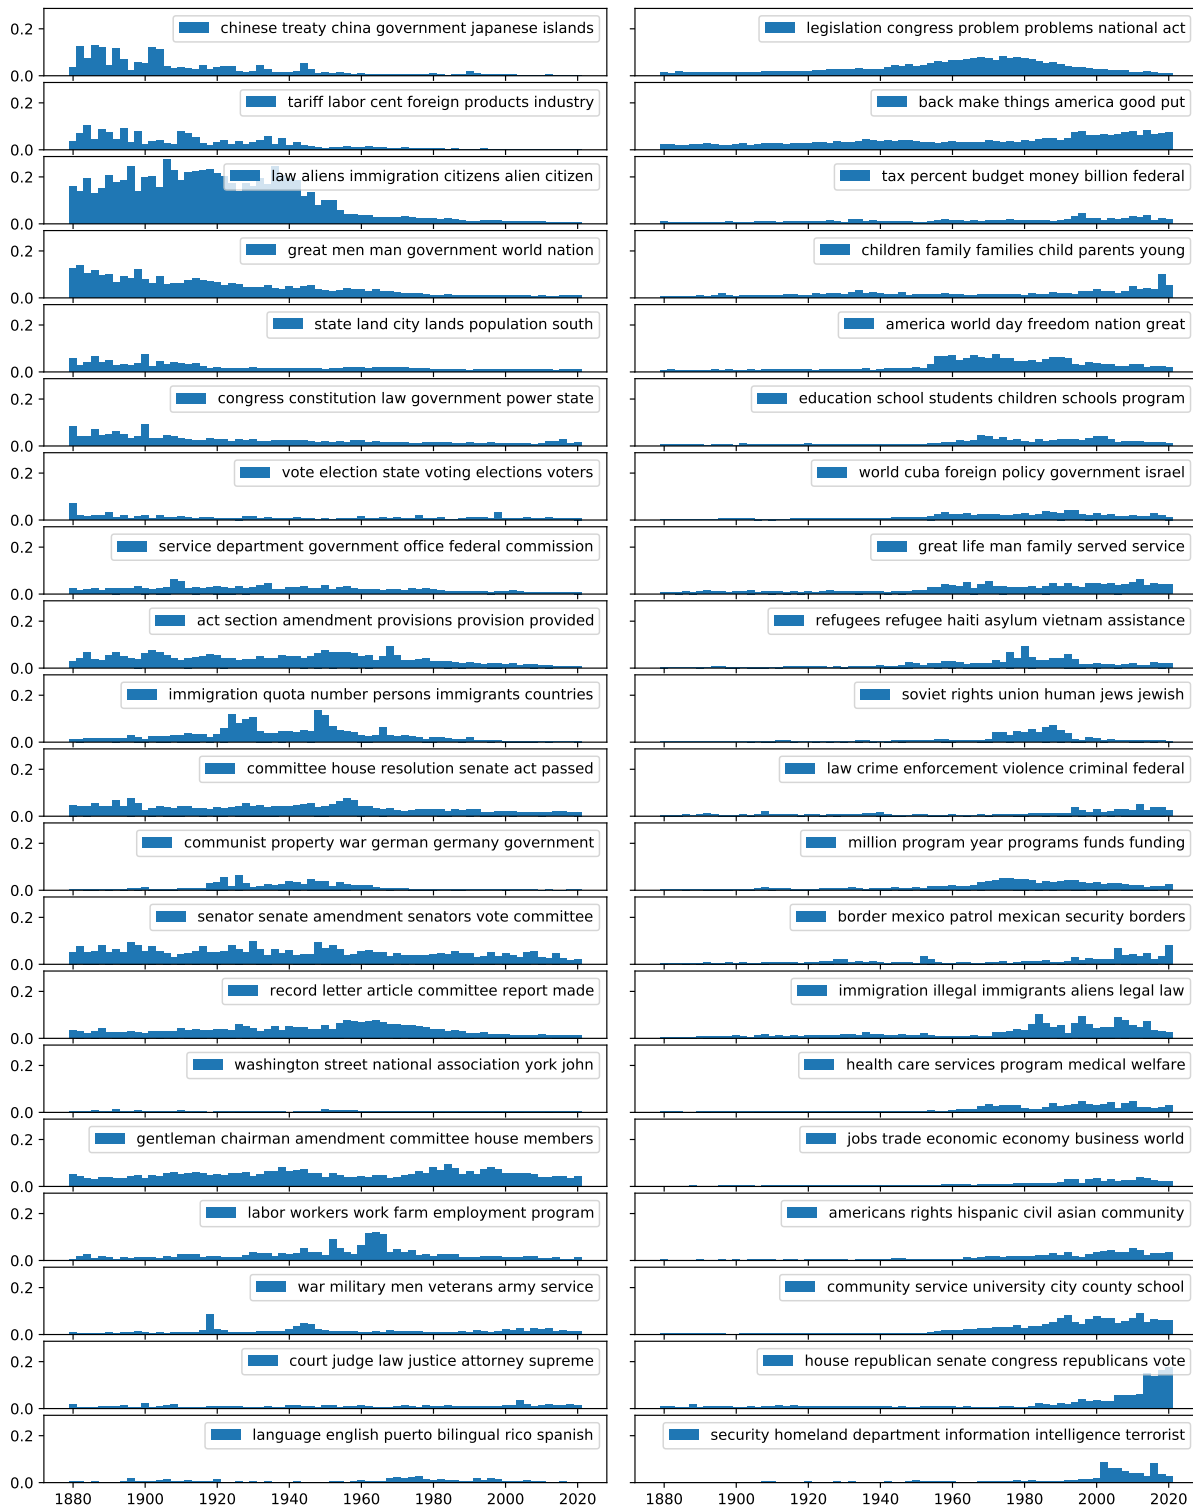 0.2
0.0
chinese treaty china government japanese islands
0.2
0.0
tariff labor cent foreign products industry
0.2
0.0
law aliens immigration citizens alien citizen
0.2
0.0
great men man government world nation
0.2
0.0
state land city lands population south
0.2
0.0
congress constitution law government power state
0.2
0.0
vote election state voting elections voters
0.2
0.0
service department government office federal commission
0.2
0.0
act section amendment provisions provision provided
0.2
0.0
immigration quota number persons immigrants countries
0.2
0.0
committee house resolution senate act passed
0.2
0.0
communist property war german germany government
0.2
0.0
senator senate amendment senators vote committee
0.2
0.0
record letter article committee report made
0.2
0.0
washington street national association york john
0.2
0.0
gentleman chairman amendment committee house members
0.2
0.0
labor workers work farm employment program
0.2
0.0
war military men veterans army service
0.2
0.0
court judge law justice attorney supreme
0.2
0.0
language english puerto bilingual rico spanish
1880 1900 1920 1940 1960 1980 2000 2020
legislation congress problem problems national act
back make things america good put
tax percent budget money billion federal
children family families child parents young
america world day freedom nation great
education school students children schools program
world cuba foreign policy government israel
great life man family served service
refugees refugee haiti asylum vietnam assistance
soviet rights union human jews jewish
law crime enforcement violence criminal federal
million program year programs funds funding
border mexico patrol mexican security borders
immigration illegal immigrants aliens legal law
health care services program medical welfare
jobs trade economic economy business world
americans rights hispanic civil asian community
community service university city county school
house republican senate congress republicans vote
security homeland department information intelligence terrorist
1880 1900 1920 1940 1960 1980 2000 2020